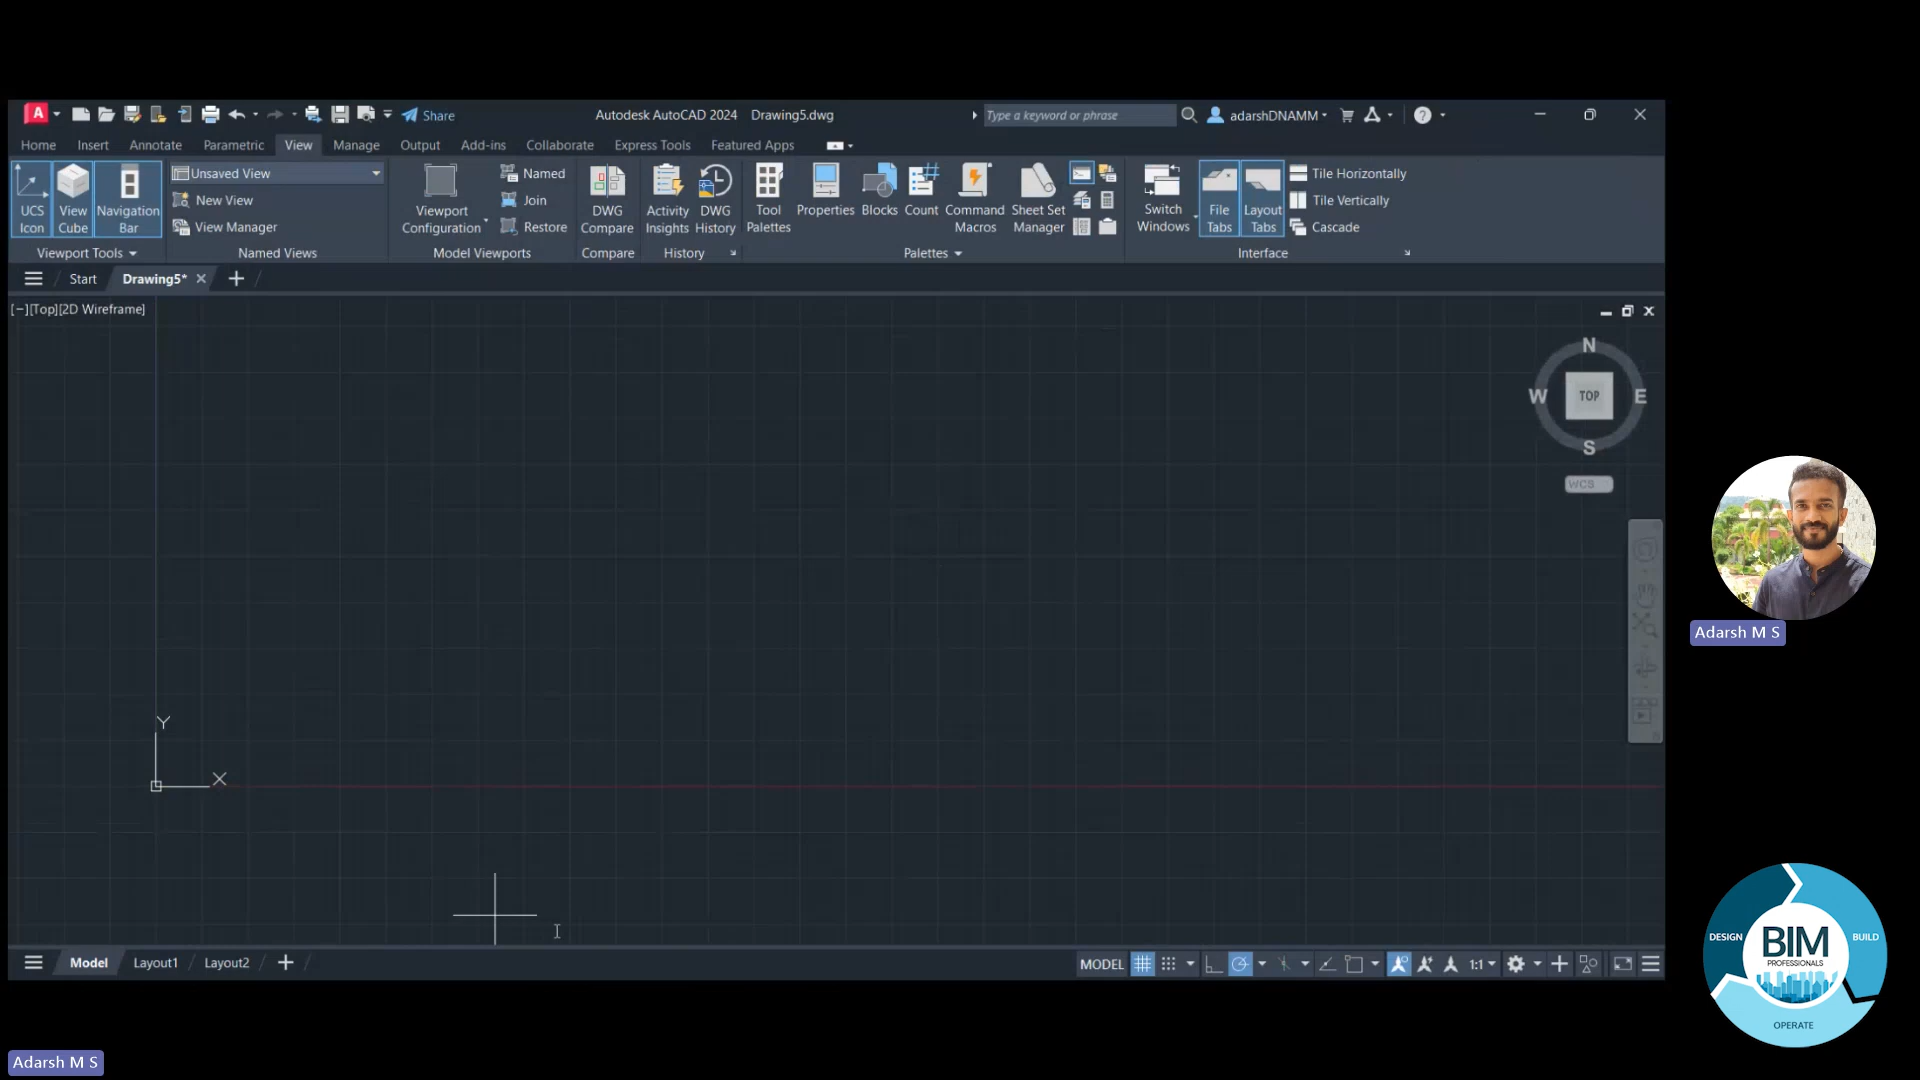 Share
Autodesk AutoCAD 2024 Drawing5.dwg
Type a keyword or phrase
adarshDNAMM
Home Insert Annotate Parametric View Manage Output Add-ins Collaborate Express Tools Featured Apps
UCS Icon
View Cube
Navigation Bar
Viewport Tools
Unsaved View
New View
View Manager
Named Views
Viewport Configuration
Named
Join
Restore
Model Viewports
DWG Compare
Compare
Activity Insights
DWG History
History
Tool Palettes
Properties
Blocks
Count
Command Macros
Sheet Set Manager
Palettes
Switch Windows
File Tabs
Layout Tabs
Tile Horizontally
Tile Vertically
Cascade
Interface
Start Drawing5*
[−][Top][2D Wireframe]
N
W TOP E
S
WCS
Y
X
Adarsh M S
Model Layout1 Layout2
MODEL 1:1
DESIGN BIM BUILD
PROFESSIONALS
OPERATE
Adarsh M S